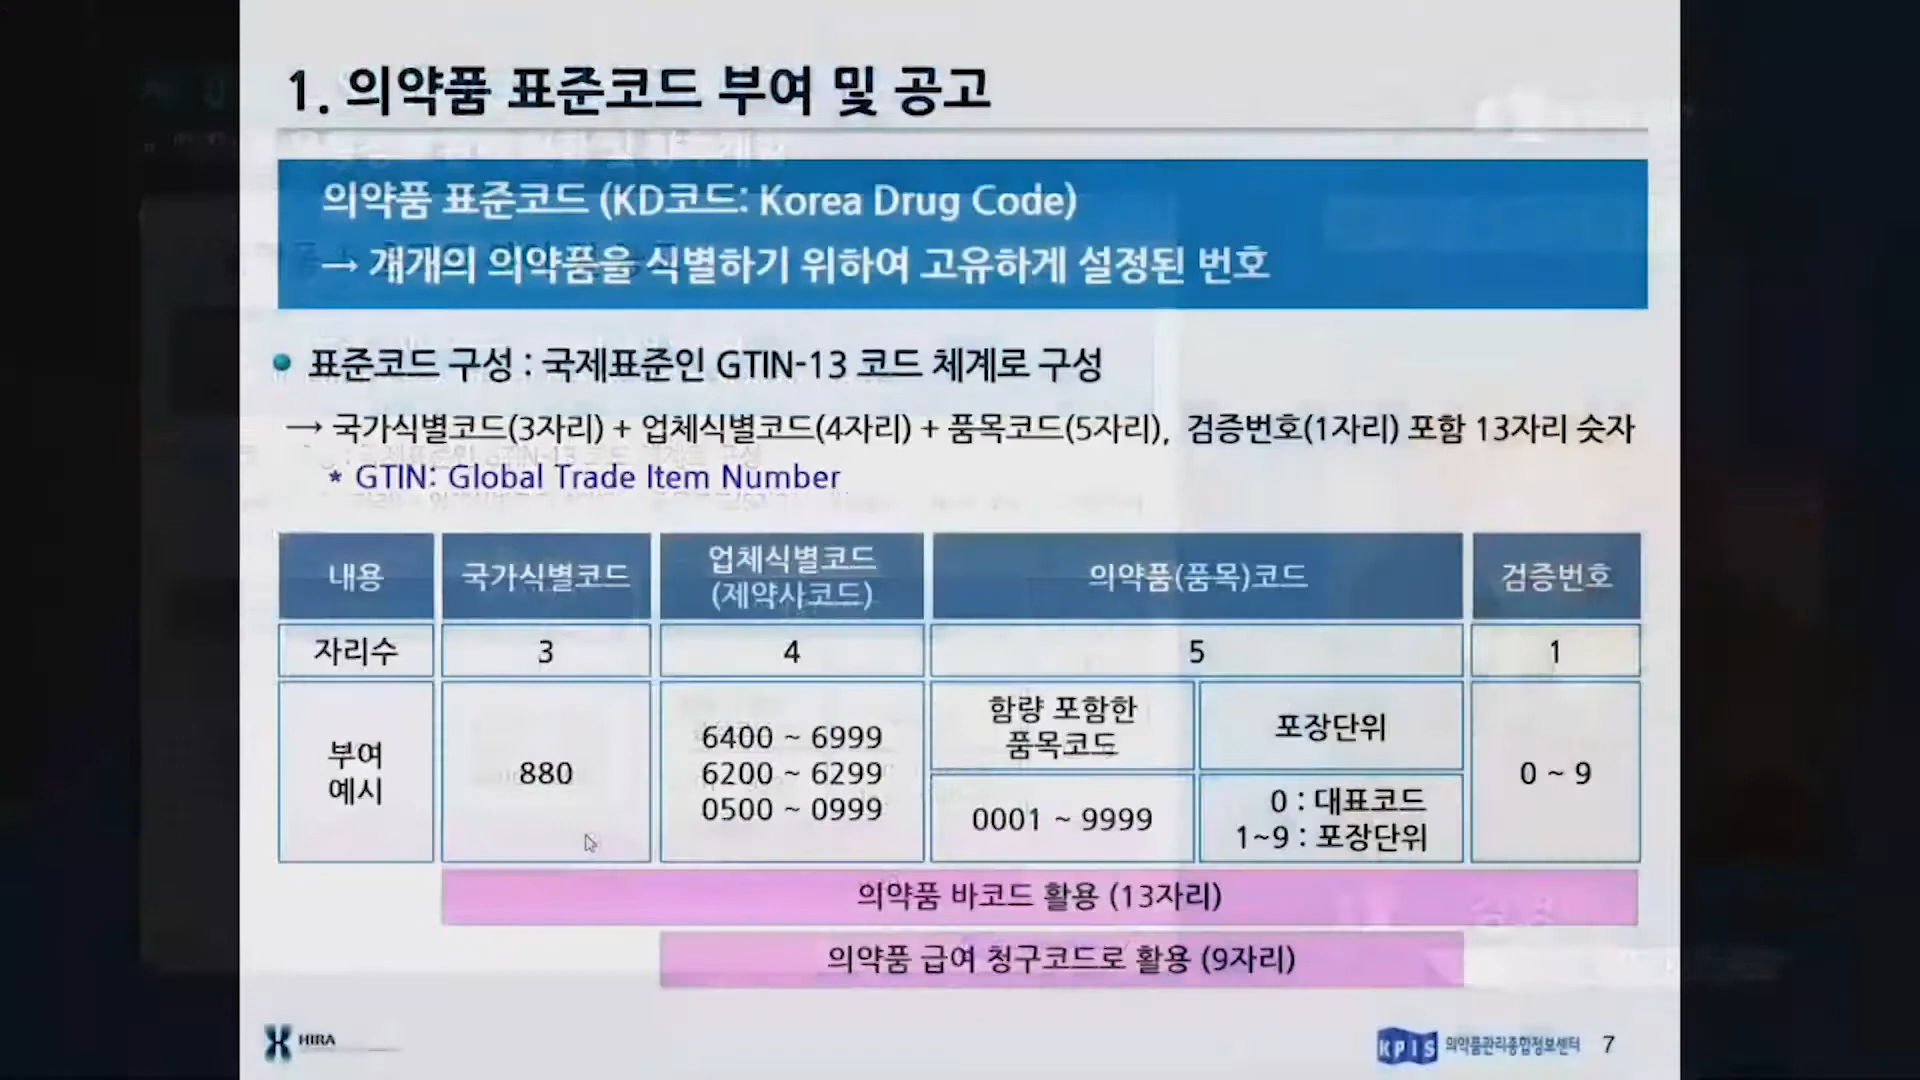 1. 의약품 표준코드 부여 및 공고
의약품 표준코드 (KD코드: Korea Drug Code)
→ 개개의 의약품을 식별하기 위하여 고유하게 설정된 번호
표준코드 구성 : 국제표준인 GTIN-13 코드 체계로 구성
→ 국가식별코드(3자리) + 업체식별코드(4자리) + 품목코드(5자리), 검증번호(1자리) 포함 13자리 숫자
* GTIN: Global Trade Item Number
내용 국가식별코드 업체식별코드 (제약사코드) 의약품(품목)코드 검증번호
자리수 3 4 5 1
부여
예시
880
6400 ~ 6999
6200 ~ 6299
0500 ~ 0999
함량 포함한
품목코드
포장단위
0001 ~ 9999
0 : 대표코드
1~9 : 포장단위
0 ~ 9
의약품 바코드 활용 (13자리)
의약품 급여 청구코드로 활용 (9자리)
HIRA
KPIS 의약품관리종합정보센터 7